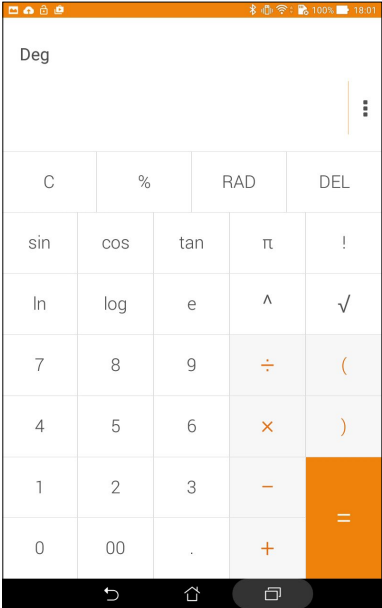 100% 18:01
Deg
C % RAD DEL
sin cos tan π !
ln log e ^ √
7 8 9 ÷ (
4 5 6 × )
1 2 3 −
=
0 00 . +